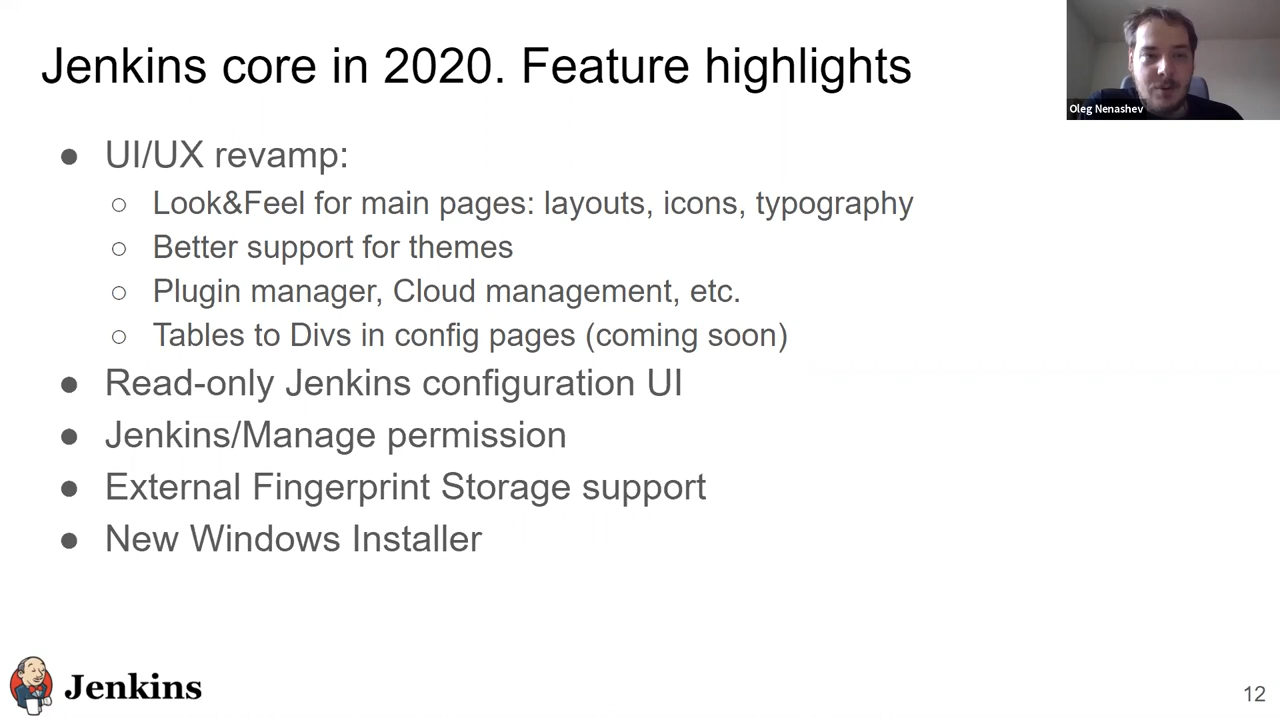 Jenkins core in 2020. Feature highlights
Oleg Nenashev
● UI/UX revamp:
○ Look&Feel for main pages: layouts, icons, typography
○ Better support for themes
○ Plugin manager, Cloud management, etc.
○ Tables to Divs in config pages (coming soon)
● Read-only Jenkins configuration UI
● Jenkins/Manage permission
● External Fingerprint Storage support
● New Windows Installer
Jenkins
12